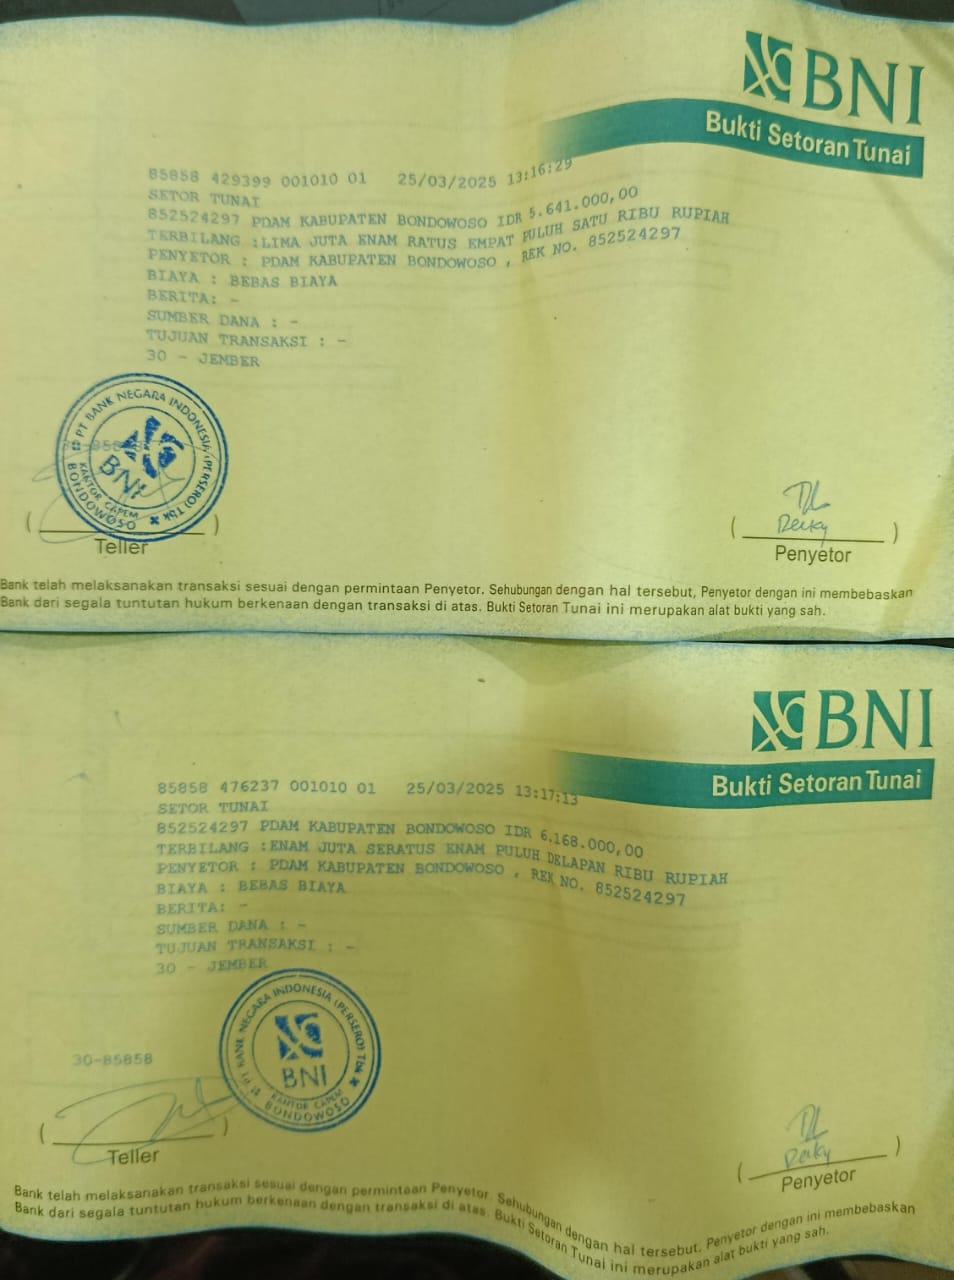 BNI
Bukti Setoran Tunai
85858 429399 001010 01 25/03/2025 13:16:29
SETOR TUNAI
852524297 PDAM KABUPATEN BONDOWOSO IDR 5.641.000,00
TERBILANG :LIMA JUTA ENAM RATUS EMPAT PULUH SATU RIBU RUPIAH
PENYETOR : PDAM KABUPATEN BONDOWOSO , REK NO. 852524297
BIAYA : BEBAS BIAYA
BERITA: -
SUMBER DANA : -
TUJUAN TRANSAKSI : -
30 - JEMBER
PT BANK NEGARA INDONESIA (PERSERO) Tbk
BNI
KANTOR CAPEM
BONDOWOSO
( )
Teller
( )
Penyetor
Bank telah melaksanakan transaksi sesuai dengan permintaan Penyetor. Sehubungan dengan hal tersebut, Penyetor dengan ini membebaskan
Bank dari segala tuntutan hukum berkenaan dengan transaksi di atas. Bukti Setoran Tunai ini merupakan alat bukti yang sah.
BNI
Bukti Setoran Tunai
85858 476237 001010 01 25/03/2025 13:17:13
SETOR TUNAI
852524297 PDAM KABUPATEN BONDOWOSO IDR 6.168.000,00
TERBILANG :ENAM JUTA SERATUS ENAM PULUH DELAPAN RIBU RUPIAH
PENYETOR : PDAM KABUPATEN BONDOWOSO , REK NO. 852524297
BIAYA : BEBAS BIAYA
BERITA: -
SUMBER DANA : -
TUJUAN TRANSAKSI : -
30 - JEMBER
PT BANK NEGARA INDONESIA (PERSERO) Tbk
BNI
KANTOR CAPEM
BONDOWOSO
30-85858
( )
Teller
( )
Penyetor
Bank telah melaksanakan transaksi sesuai dengan permintaan Penyetor. Sehubungan dengan hal tersebut, Penyetor dengan ini membebaskan
Bank dari segala tuntutan hukum berkenaan dengan transaksi di atas. Bukti Setoran Tunai ini merupakan alat bukti yang sah.